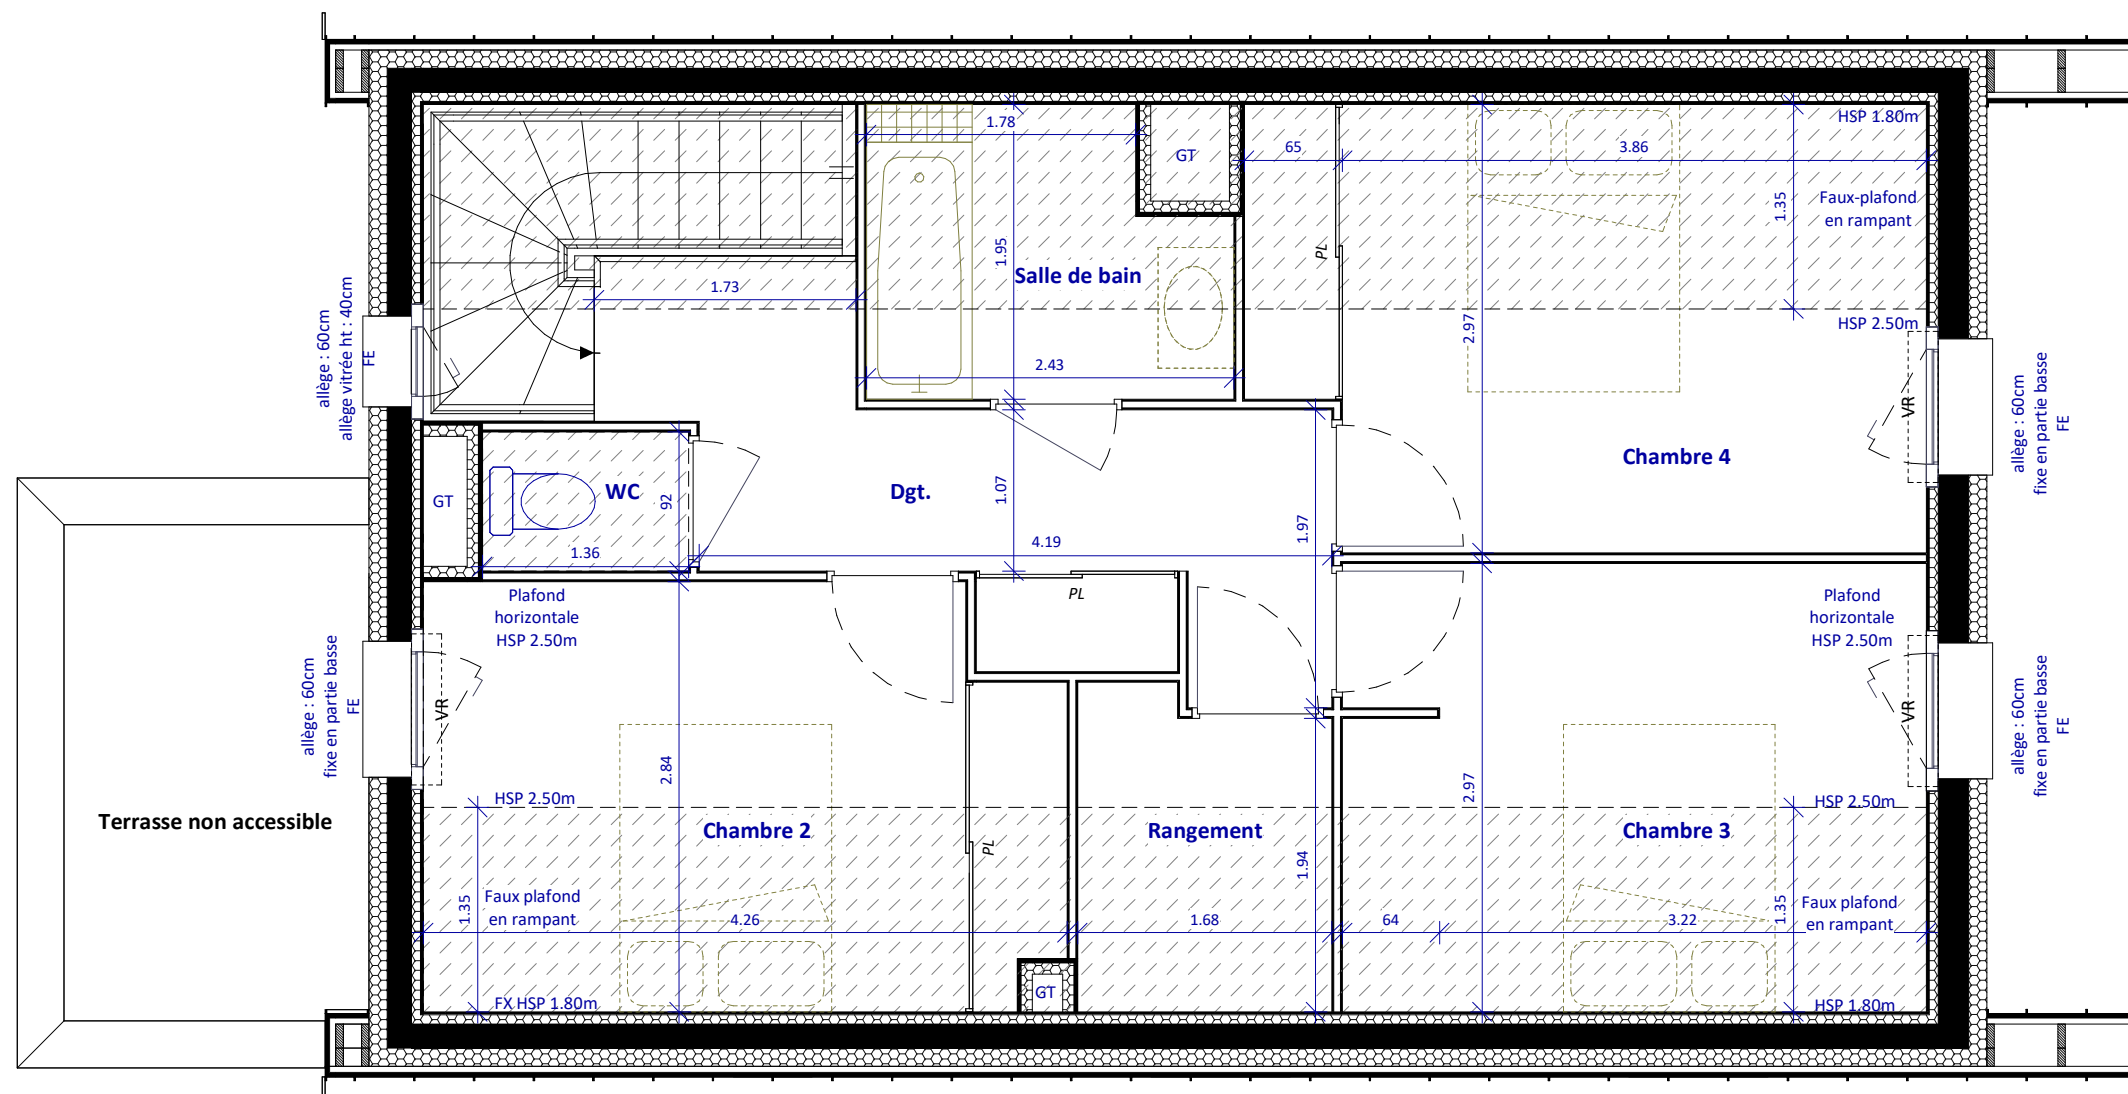 1.78
GT
65
3.86
HSP 1.80m
Faux-plafond
en rampant
1.35
PL
1.95
Salle de bain
1.73
2.43
2.97
HSP 2.50m
allège : 60cm
allège vitrée ht : 40cm
FE
VR
allège : 60cm
fixe en partie basse
FE
Chambre 4
GT
WC
92
1.36
Dgt.
1.07
4.19
1.97
Plafond
horizontale
HSP 2.50m
PL
Plafond
horizontale
HSP 2.50m
allège : 60cm
fixe en partie basse
FE
VR
VR
allège : 60cm
fixe en partie basse
FE
2.84
2.97
HSP 2.50m
HSP 2.50m
Terrasse non accessible
Chambre 2
PL
Rangement
Chambre 3
1.94
1.35
Faux plafond
en rampant
4.26
1.68
64
3.22
1.35
Faux plafond
en rampant
GT
FX HSP 1.80m
HSP 1.80m